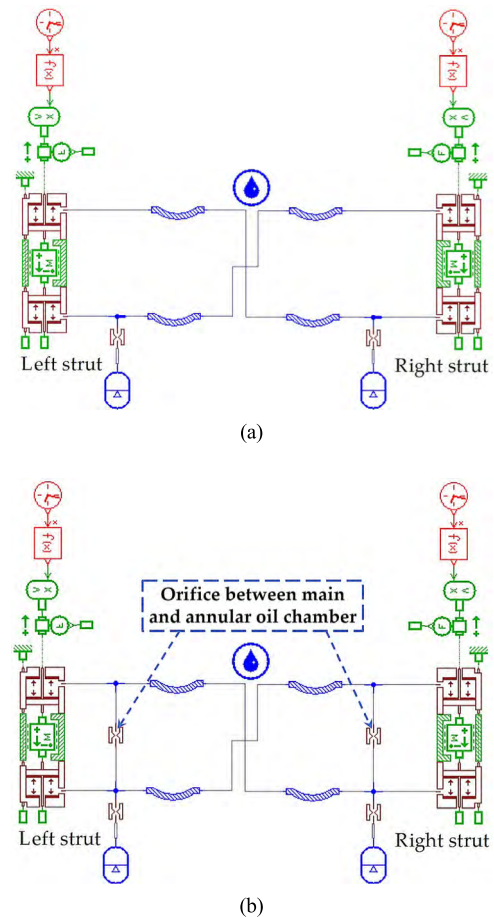 f(x)
f(x)
x
x
V X
X V
F
F
M
M
Left strut
Right strut
(a)
f(x)
f(x)
x
x
Orifice between main
and annular oil chamber
V X
X V
F
F
M
M
Left strut
Right strut
(b)